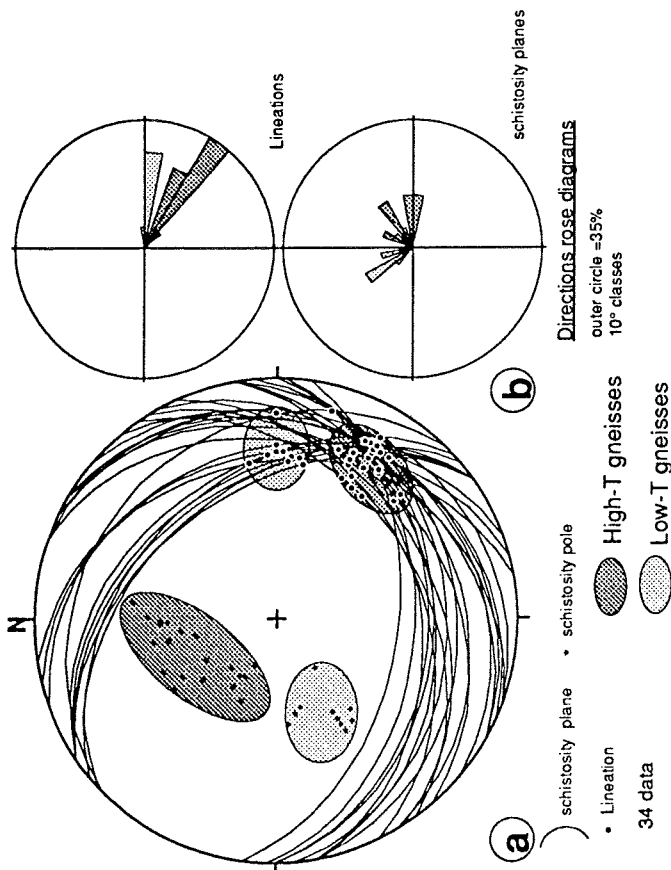 N
Lineations
schistosity planes
a
schistosity plane
schistosity pole
Lineation
34 data
High-T gneisses
Low-T gneisses
b
Directions rose diagrams
outer circle =35%
10° classes